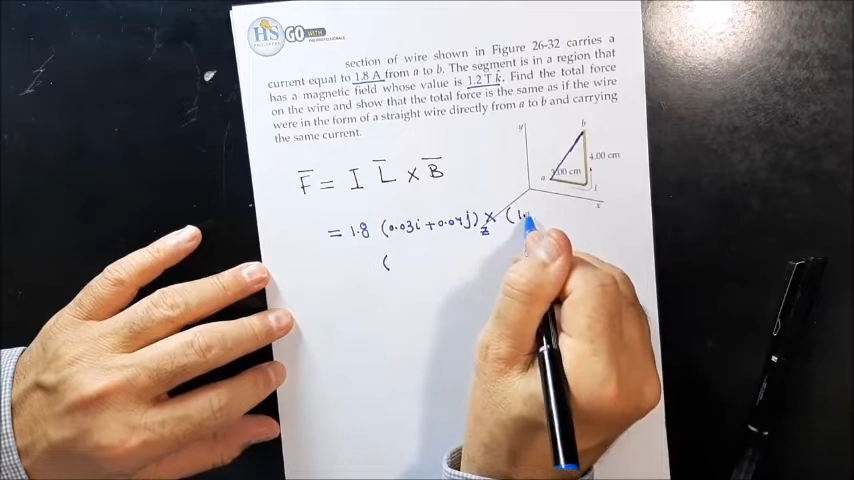 HS
ENGINEERING
GO WITH
THE PROFESSIONALS
section of wire shown in Figure 26-32 carries a
current equal to 1.8 A from a to b. The segment is in a region that
has a magnetic field whose value is 1.2 T k. Find the total force
on the wire and show that the total force is the same as if the wire
were in the form of a straight wire directly from a to b and carrying
the same current.
y
b
4.00 cm
3.00 cm
a
I
x
z
F = I L × B
= 1.8 (0.03i + 0.04j) × (1.
(